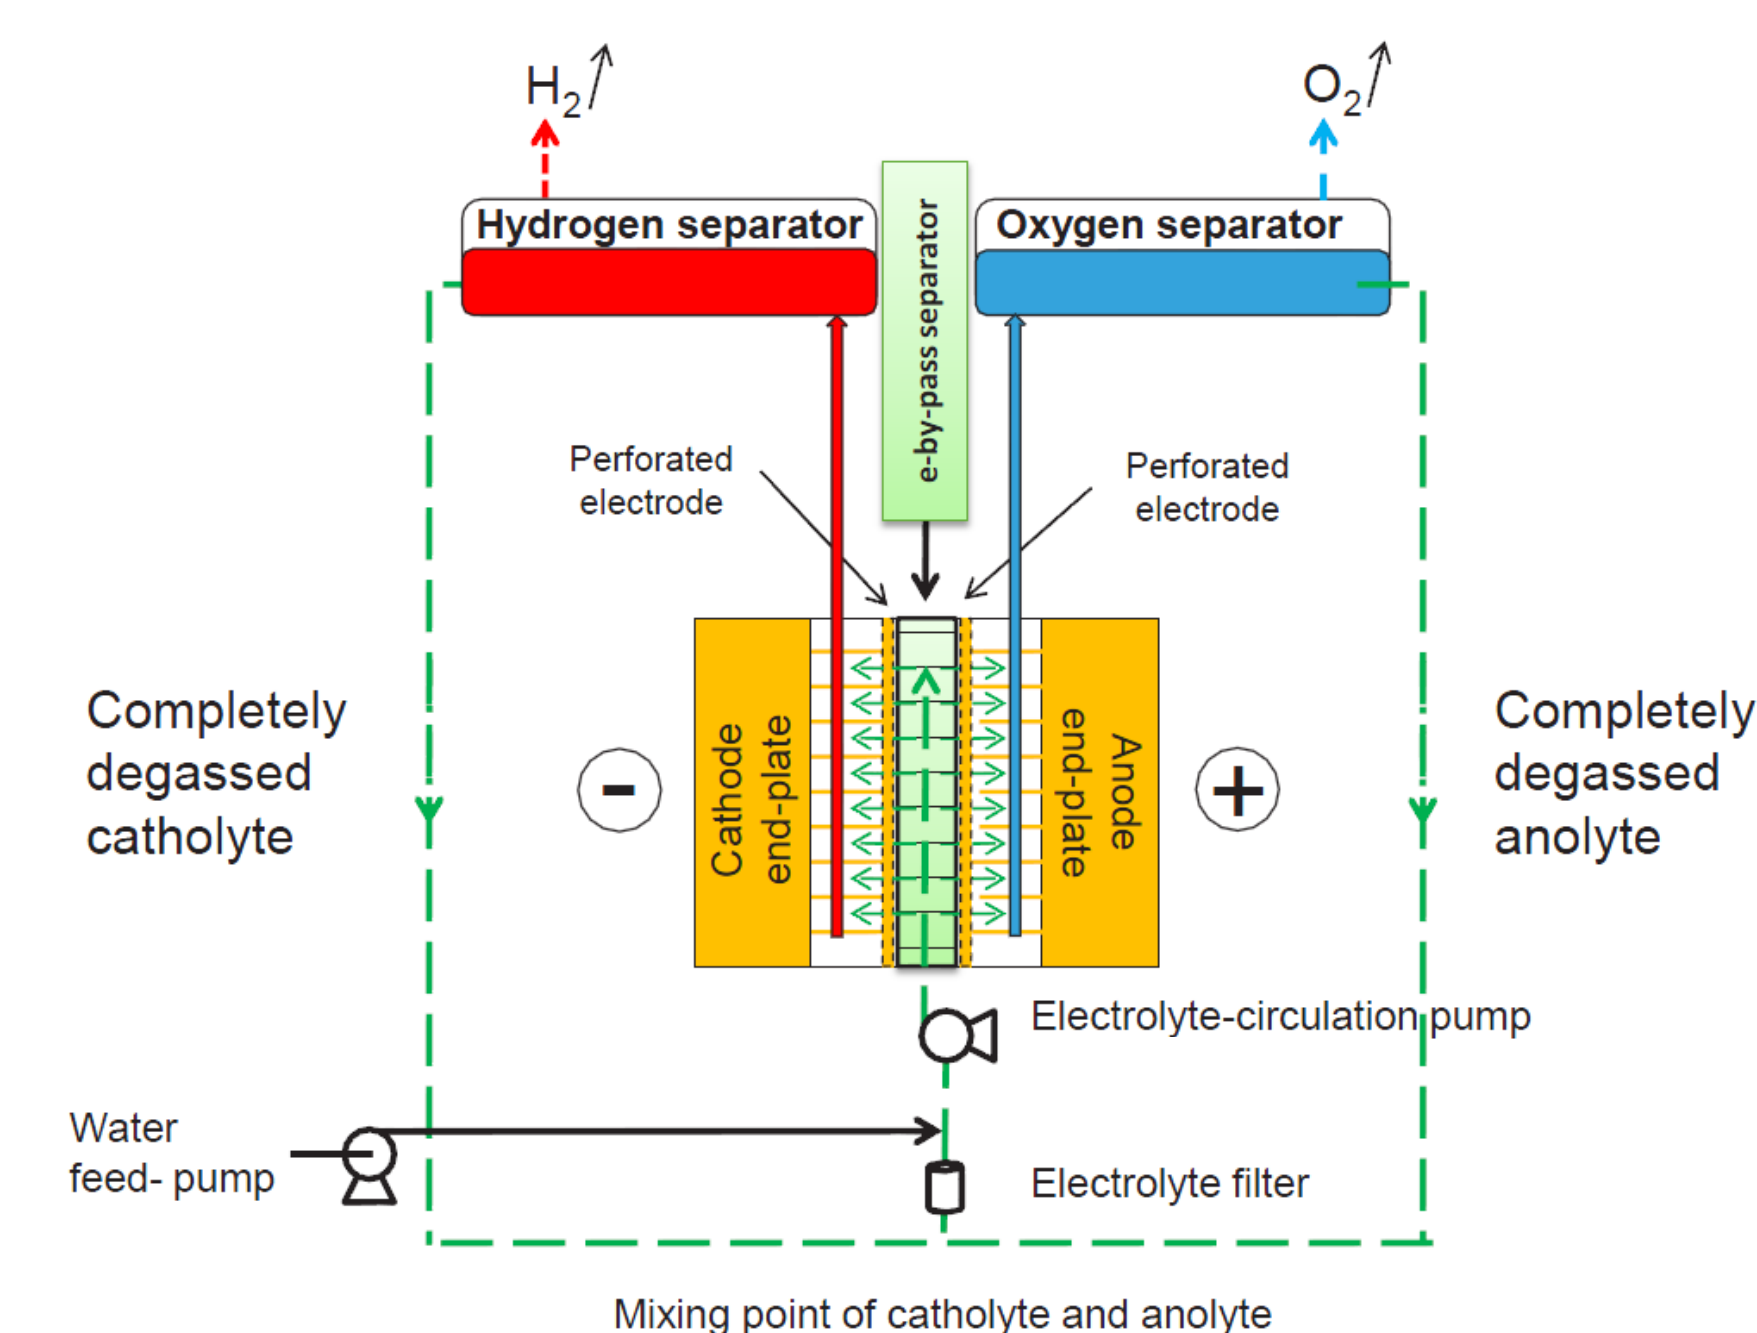 H₂
O₂
Hydrogen separator
e-by-pass separator
Oxygen separator
Perforated
electrode
Perforated
electrode
Completely
degassed
catholyte
-
Cathode
end-plate
Anode
end-plate
+
Completely
degassed
anolyte
Electrolyte-circulation pump
Water
feed- pump
Electrolyte filter
Mixing point of catholyte and anolyte